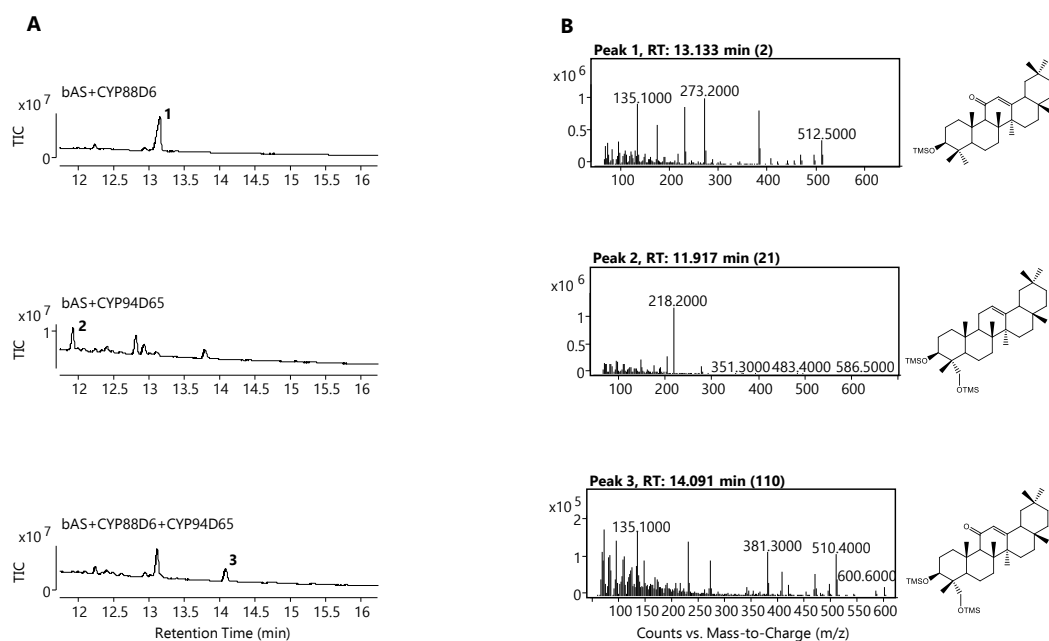 A
bAS+CYP88D6
x10 7
TIC
0
1
12 12.5 13 13.5 14 14.5 15 15.5 16
bAS+CYP94D65
x10 7
TIC
1
2
12 12.5 13 13.5 14 14.5 15 15.5 16
bAS+CYP88D6+CYP94D65
x10 7
TIC
0
3
12 12.5 13 13.5 14 14.5 15 15.5 16
Retention Time (min)
B
Peak 1, RT: 13.133 min (2)
x10 6
1
0.5
0
135.1000
273.2000
512.5000
100 200 300 400 500 600
O
TMSO
Peak 2, RT: 11.917 min (21)
x10 6
1
0.5
0
218.2000
351.3000 483.4000 586.5000
100 200 300 400 500 600
TMSO
OTMS
Peak 3, RT: 14.091 min (110)
x10 5
2
1
0
135.1000
381.3000
510.4000
600.6000
100 150 200 250 300 350 400 450 500 550 600
Counts vs. Mass-to-Charge (m/z)
O
TMSO
OTMS